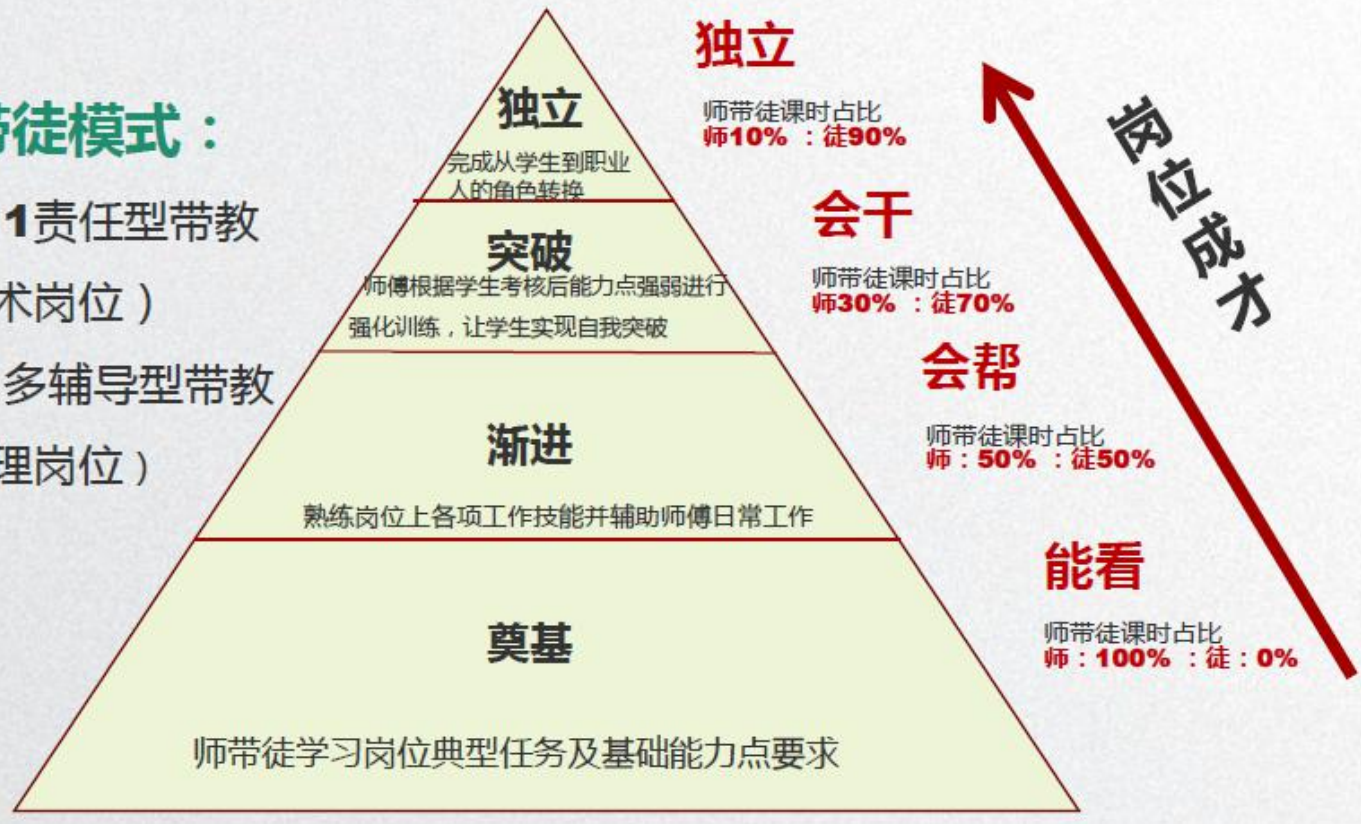 带徒模式：
1责任型带教
术岗位）
多辅导型带教
理岗位）
独立
完成从学生到职业
人的角色转换
突破
师傅根据学生考核后能力点强弱进行
强化训练，让学生实现自我突破
渐进
熟练岗位上各项工作技能并辅助师傅日常工作
奠基
师带徒学习岗位典型任务及基础能力点要求
独立
师带徒课时占比
师10% ：徒90%
会干
师带徒课时占比
师30% ：徒70%
会帮
师带徒课时占比
师：50% ：徒50%
能看
师带徒课时占比
师：100% ：徒：0%
岗位成才